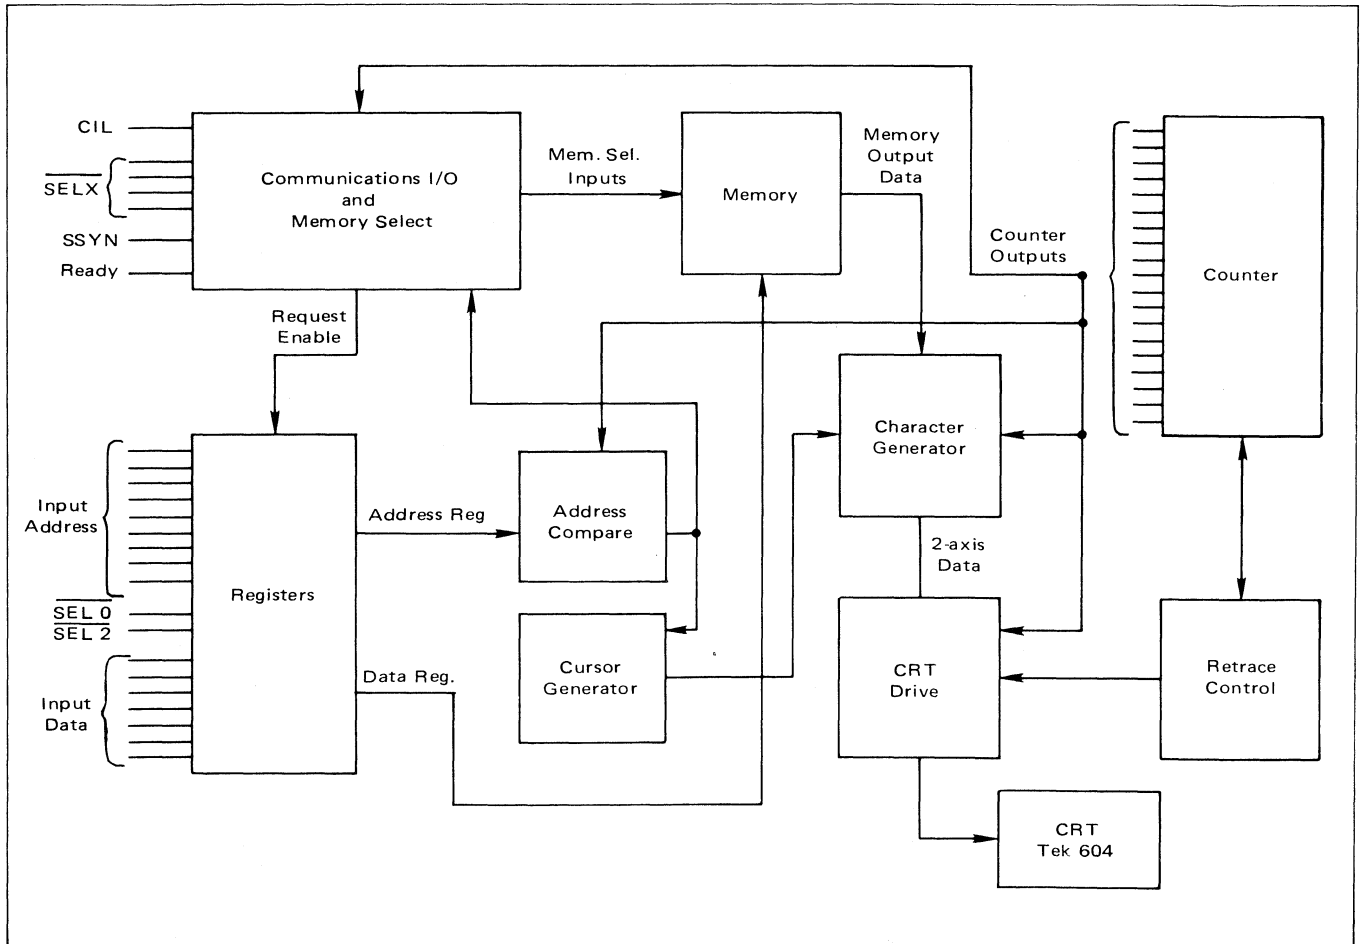 CIL
SELX
SSYN
Ready
Communications I/O
and
Memory Select
Mem. Sel.
Inputs
Memory
Memory
Output
Data
Counter
Outputs
Counter
Request
Enable
Input
Address
SEL 0
SEL 2
Input
Data
Registers
Address Reg
Address
Compare
Data Reg.
Cursor
Generator
Character
Generator
2-axis
Data
CRT
Drive
Retrace
Control
CRT
Tek 604